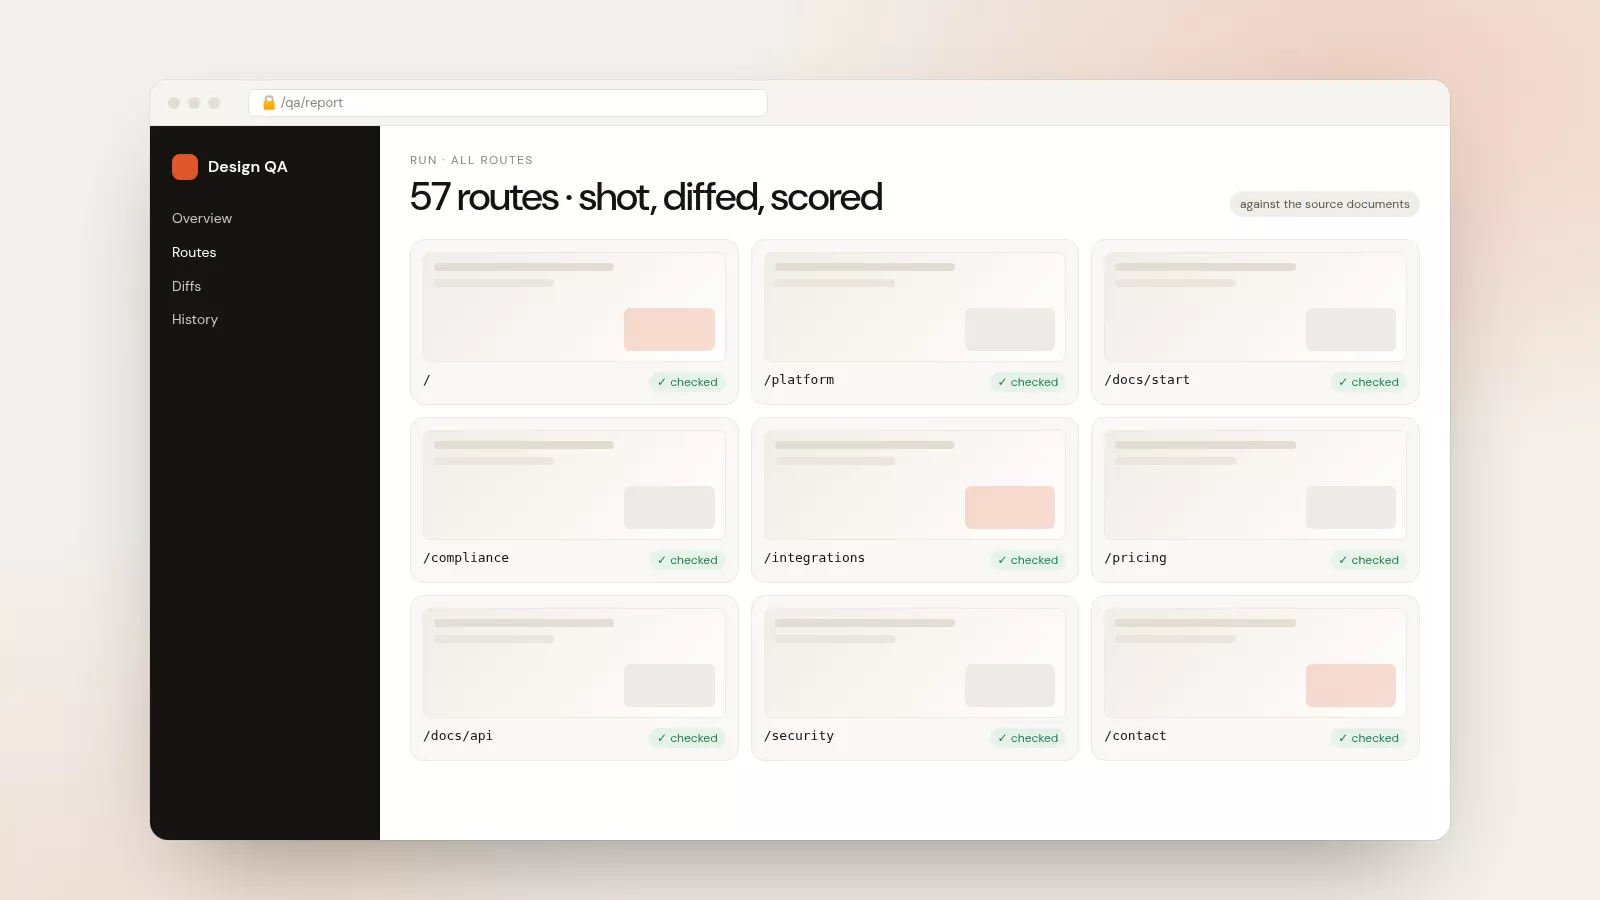 /qa/report
Design QA
Overview
Routes
Diffs
History
RUN · ALL ROUTES
57 routes · shot, diffed, scored
against the source documents
/
✓ checked
/platform
✓ checked
/docs/start
✓ checked
/compliance
✓ checked
/integrations
✓ checked
/pricing
✓ checked
/docs/api
✓ checked
/security
✓ checked
/contact
✓ checked